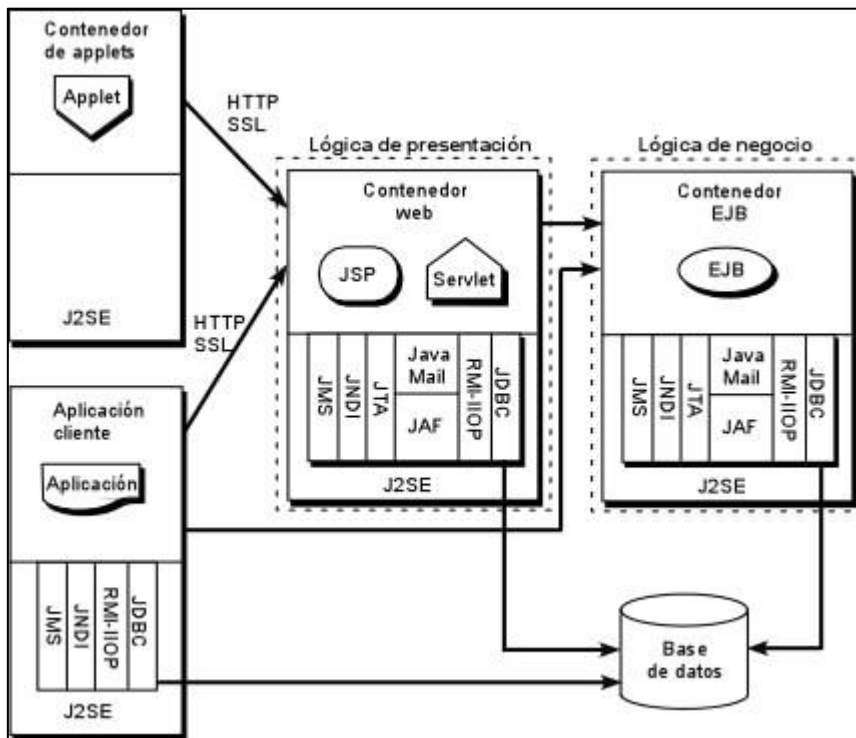 Contenedor
de applets
Applet
J2SE
HTTP
SSL
HTTP
SSL
Aplicación
cliente
Aplicación
JMS
JNDI
RMI-IIOP
JDBC
J2SE
Lógica de presentación
Contenedor
web
JSP
Servlet
JMS
JNDI
JTA
Java
Mail
JAF
RMI-IIOP
JDBC
J2SE
Lógica de negocio
Contenedor
EJB
EJB
JMS
JNDI
JTA
Java
Mail
JAF
RMI-IIOP
JDBC
J2SE
Base
de datos